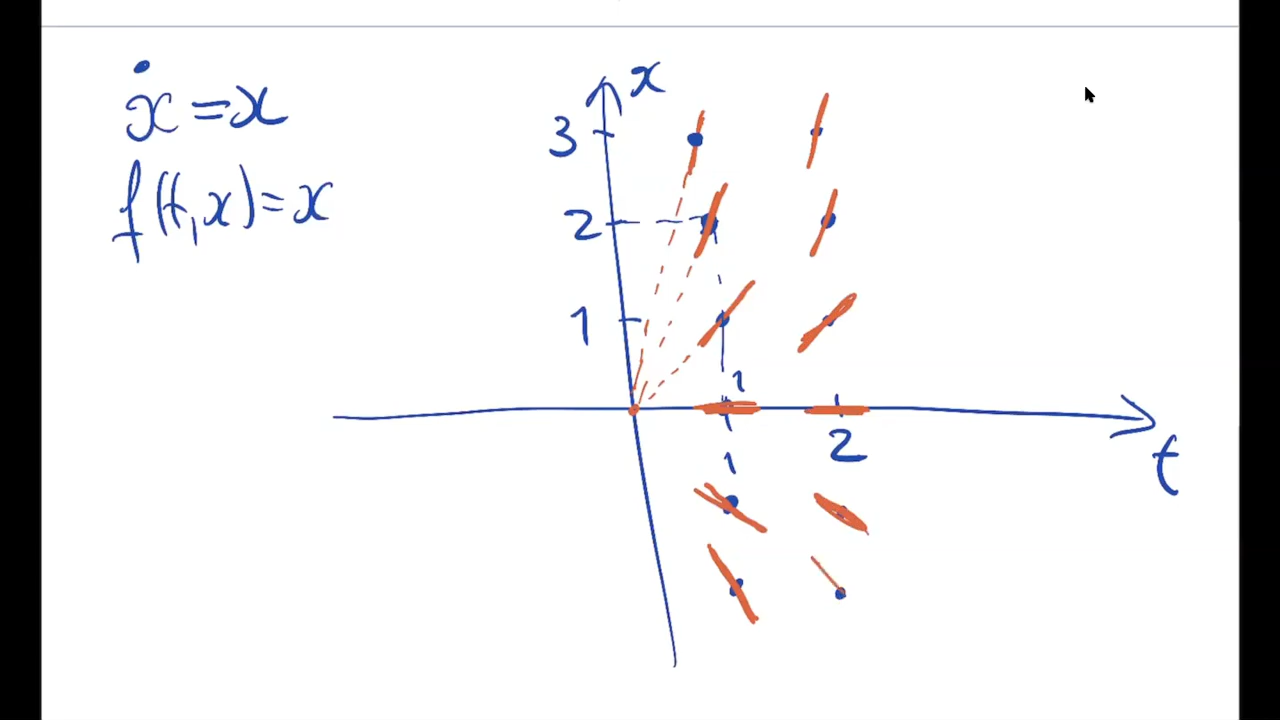 ẋ = x
f(t, x) = x
x
3
2
1
1
1
2
t